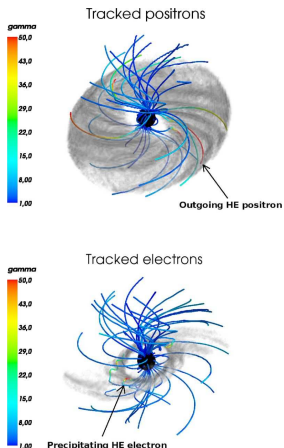 Tracked positrons
gamma
50,0
43,0
36,0
29,0
22,0
15,0
8,00
1,00
Outgoing HE positron
Tracked electrons
gamma
50,0
43,0
36,0
29,0
22,0
15,0
8,00
1,00
Precipitating HE electron